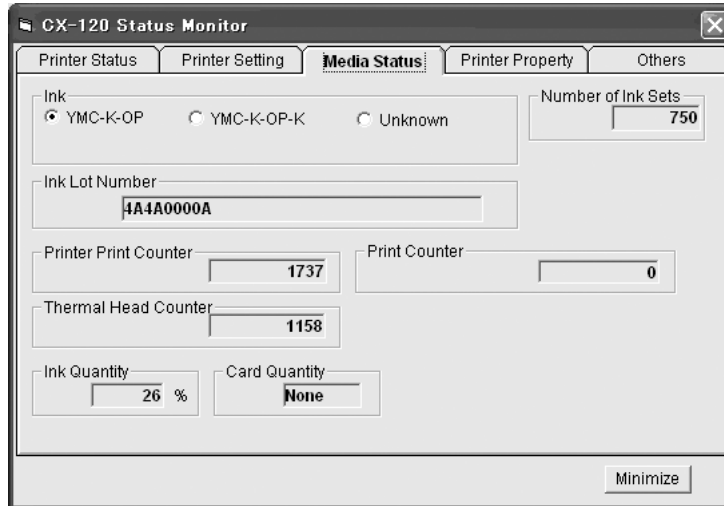 CX-120 Status Monitor
Printer Status Printer Setting Media Status Printer Property Others
Ink Number of Ink Sets
YMC-K-OP YMC-K-OP-K Unknown 750
Ink Lot Number
4A4A0000A
Printer Print Counter Print Counter
1737 0
Thermal Head Counter
1158
Ink Quantity Card Quantity
26 % None
Minimize